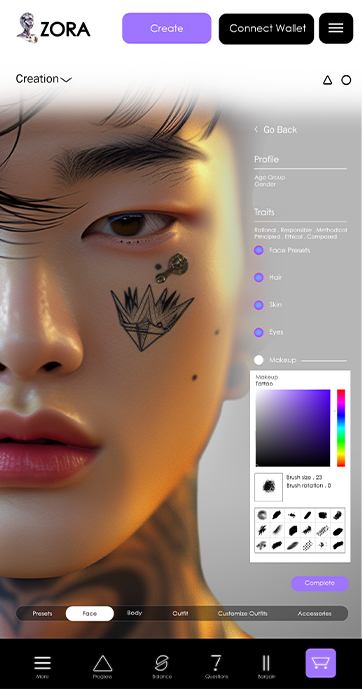 ZORA
Create
Connect Wallet
Creation
Go Back
Profile
Age Group
Gender
Traits
Rational . Responsible . Methodical
Principled . Ethical . Composed
Face Presets
Hair
Skin
Eyes
Makeup
Makeup
Tattoo
Brush size . 23
Brush rotation . 0
Complete
Presets Face Body Outfit Customize Outfits Accessories
More Progress Balance Questions Bargain